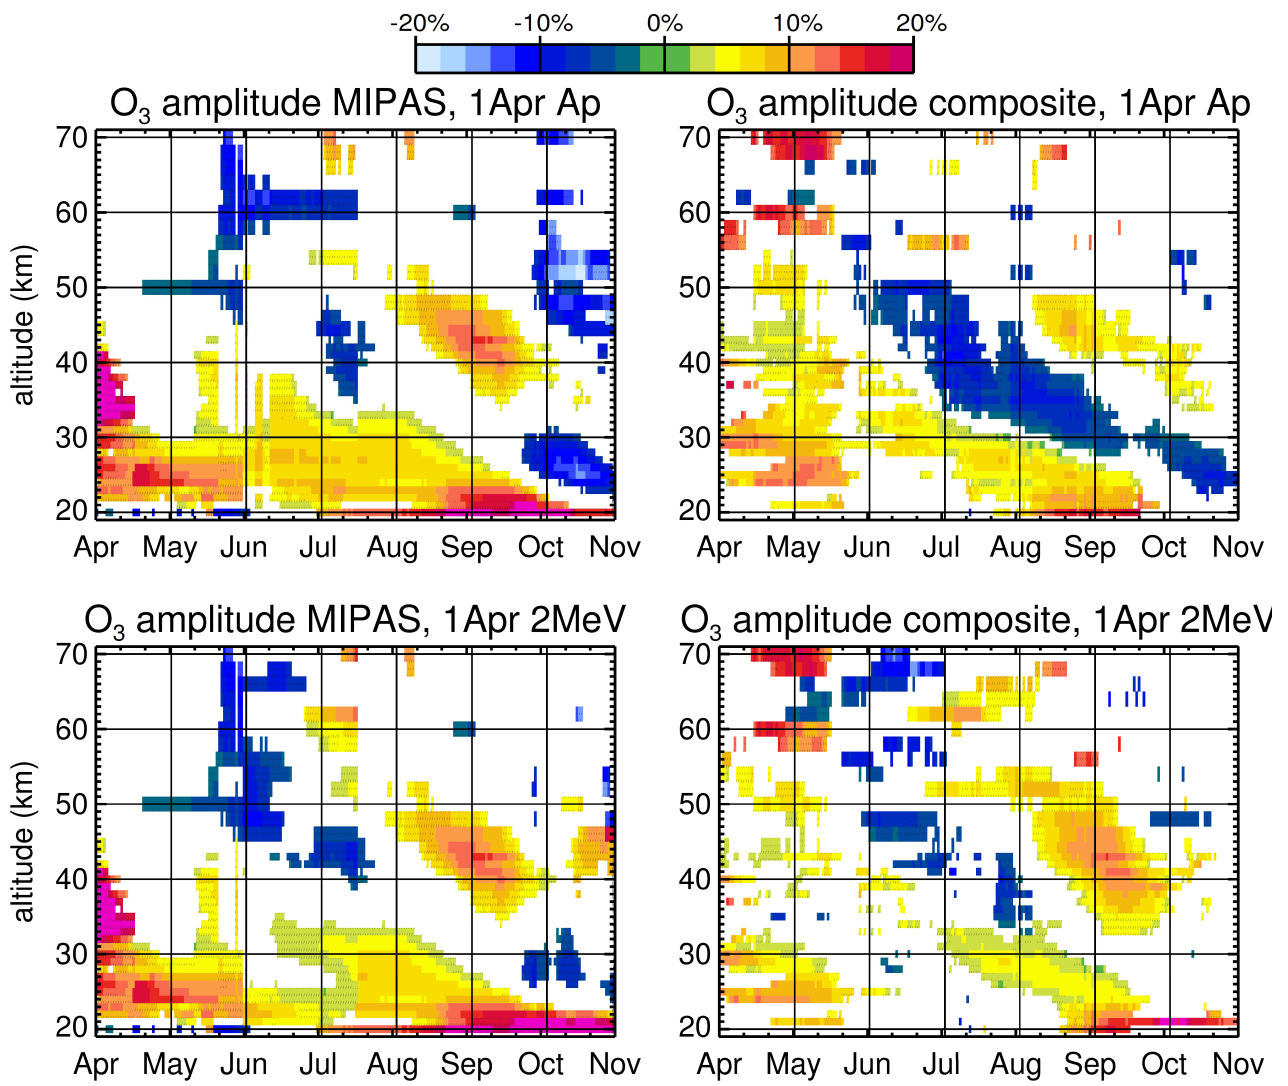 -20% -10% 0% 10% 20%
O₃ amplitude MIPAS, 1Apr Ap
O₃ amplitude composite, 1Apr Ap
altitude (km)
70
60
50
40
30
20
Apr May Jun Jul Aug Sep Oct Nov
70
60
50
40
30
20
Apr May Jun Jul Aug Sep Oct Nov
O₃ amplitude MIPAS, 1Apr 2MeV
O₃ amplitude composite, 1Apr 2MeV
altitude (km)
70
60
50
40
30
20
Apr May Jun Jul Aug Sep Oct Nov
70
60
50
40
30
20
Apr May Jun Jul Aug Sep Oct Nov